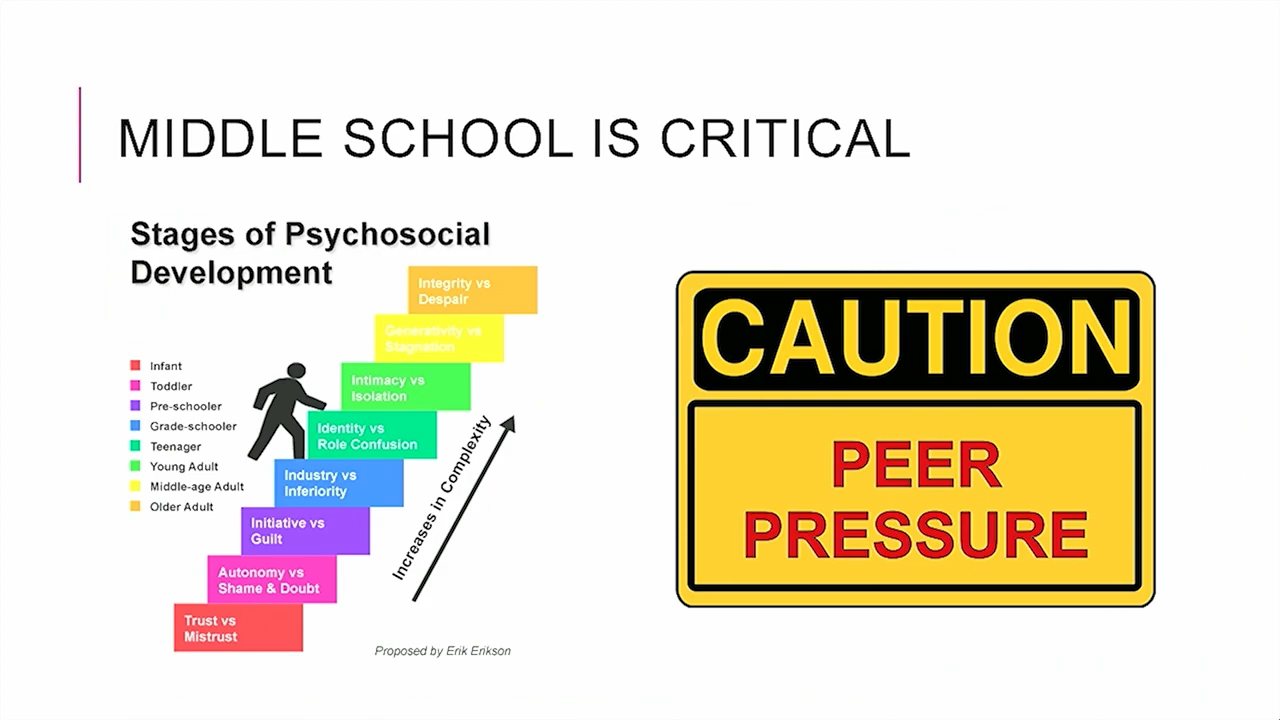 MIDDLE SCHOOL IS CRITICAL
Stages of Psychosocial
Development
Integrity vs
Despair
Generativity vs
Stagnation
Intimacy vs
Isolation
Identity vs
Role Confusion
Industry vs
Inferiority
Initiative vs
Guilt
Autonomy vs
Shame & Doubt
Trust vs
Mistrust
Infant
Toddler
Pre-schooler
Grade-schooler
Teenager
Young Adult
Middle-age Adult
Older Adult
Increases in Complexity
Proposed by Erik Erikson
CAUTION
PEER
PRESSURE